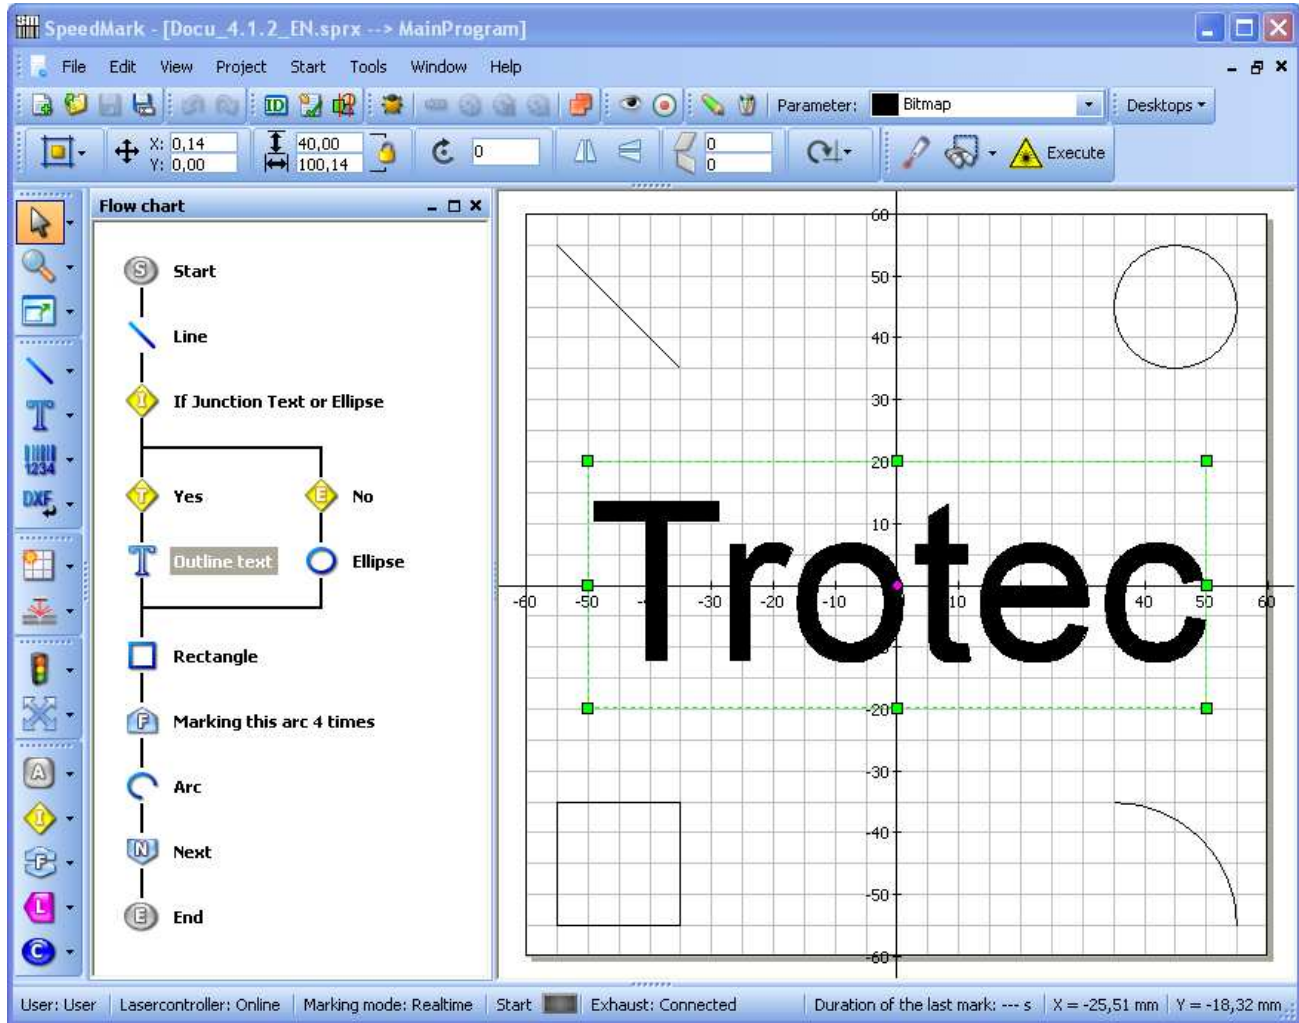 SpeedMark - [Docu_4.1.2_EN.sprx --> MainProgram]
File Edit View Project Start Tools Window Help
ID Parameter: Bitmap Desktops
X: 0,14 40,00 0 0 Execute
Y: 0,00 100,14 0
Flow chart
S Start
Line
I If Junction Text or Ellipse
T Yes E No
T Outline text Ellipse
Rectangle
F Marking this arc 4 times
Arc
N Next
E End
T
1234
DXF
A
I
F
L
C
60
50
40
30
20
10
Trotec
-60 -50 -30 -20 -10 10 40 50 60
-20
-30
-40
-50
-60
User: User Lasercontroller: Online Marking mode: Realtime Start Exhaust: Connected Duration of the last mark: --- s X = -25,51 mm Y = -18,32 mm